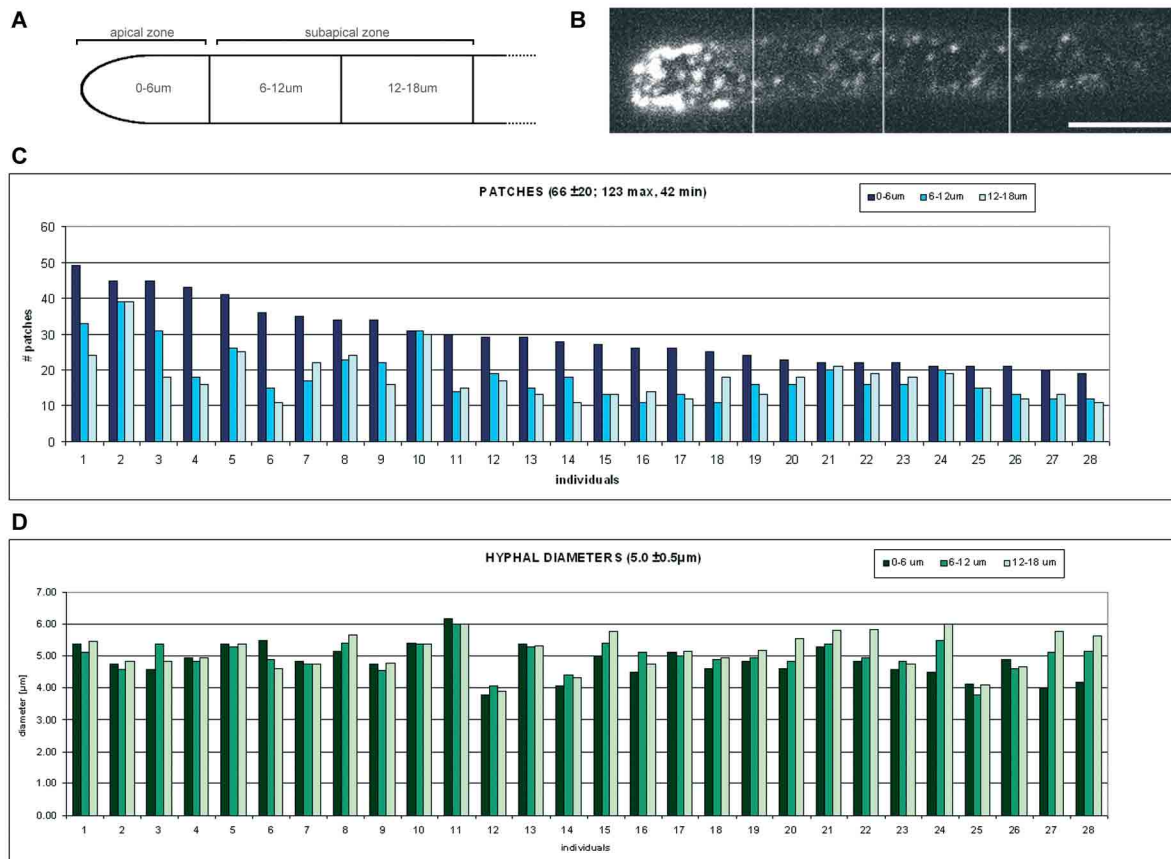 A
apical zone
subapical zone
0-6um
6-12um
12-18um
B
C
PATCHES (66 ±20; 123 max, 42 min)
0-6um
6-12um
12-18um
# patches
60
50
40
30
20
10
0
1 2 3 4 5 6 7 8 9 10 11 12 13 14 15 16 17 18 19 20 21 22 23 24 25 26 27 28
individuals
D
HYPHAL DIAMETERS (5.0 ±0.5µm)
0-6 um
6-12 um
12-18 um
diameter [µm]
7.00
6.00
5.00
4.00
3.00
2.00
1.00
0.00
1 2 3 4 5 6 7 8 9 10 11 12 13 14 15 16 17 18 19 20 21 22 23 24 25 26 27 28
individuals